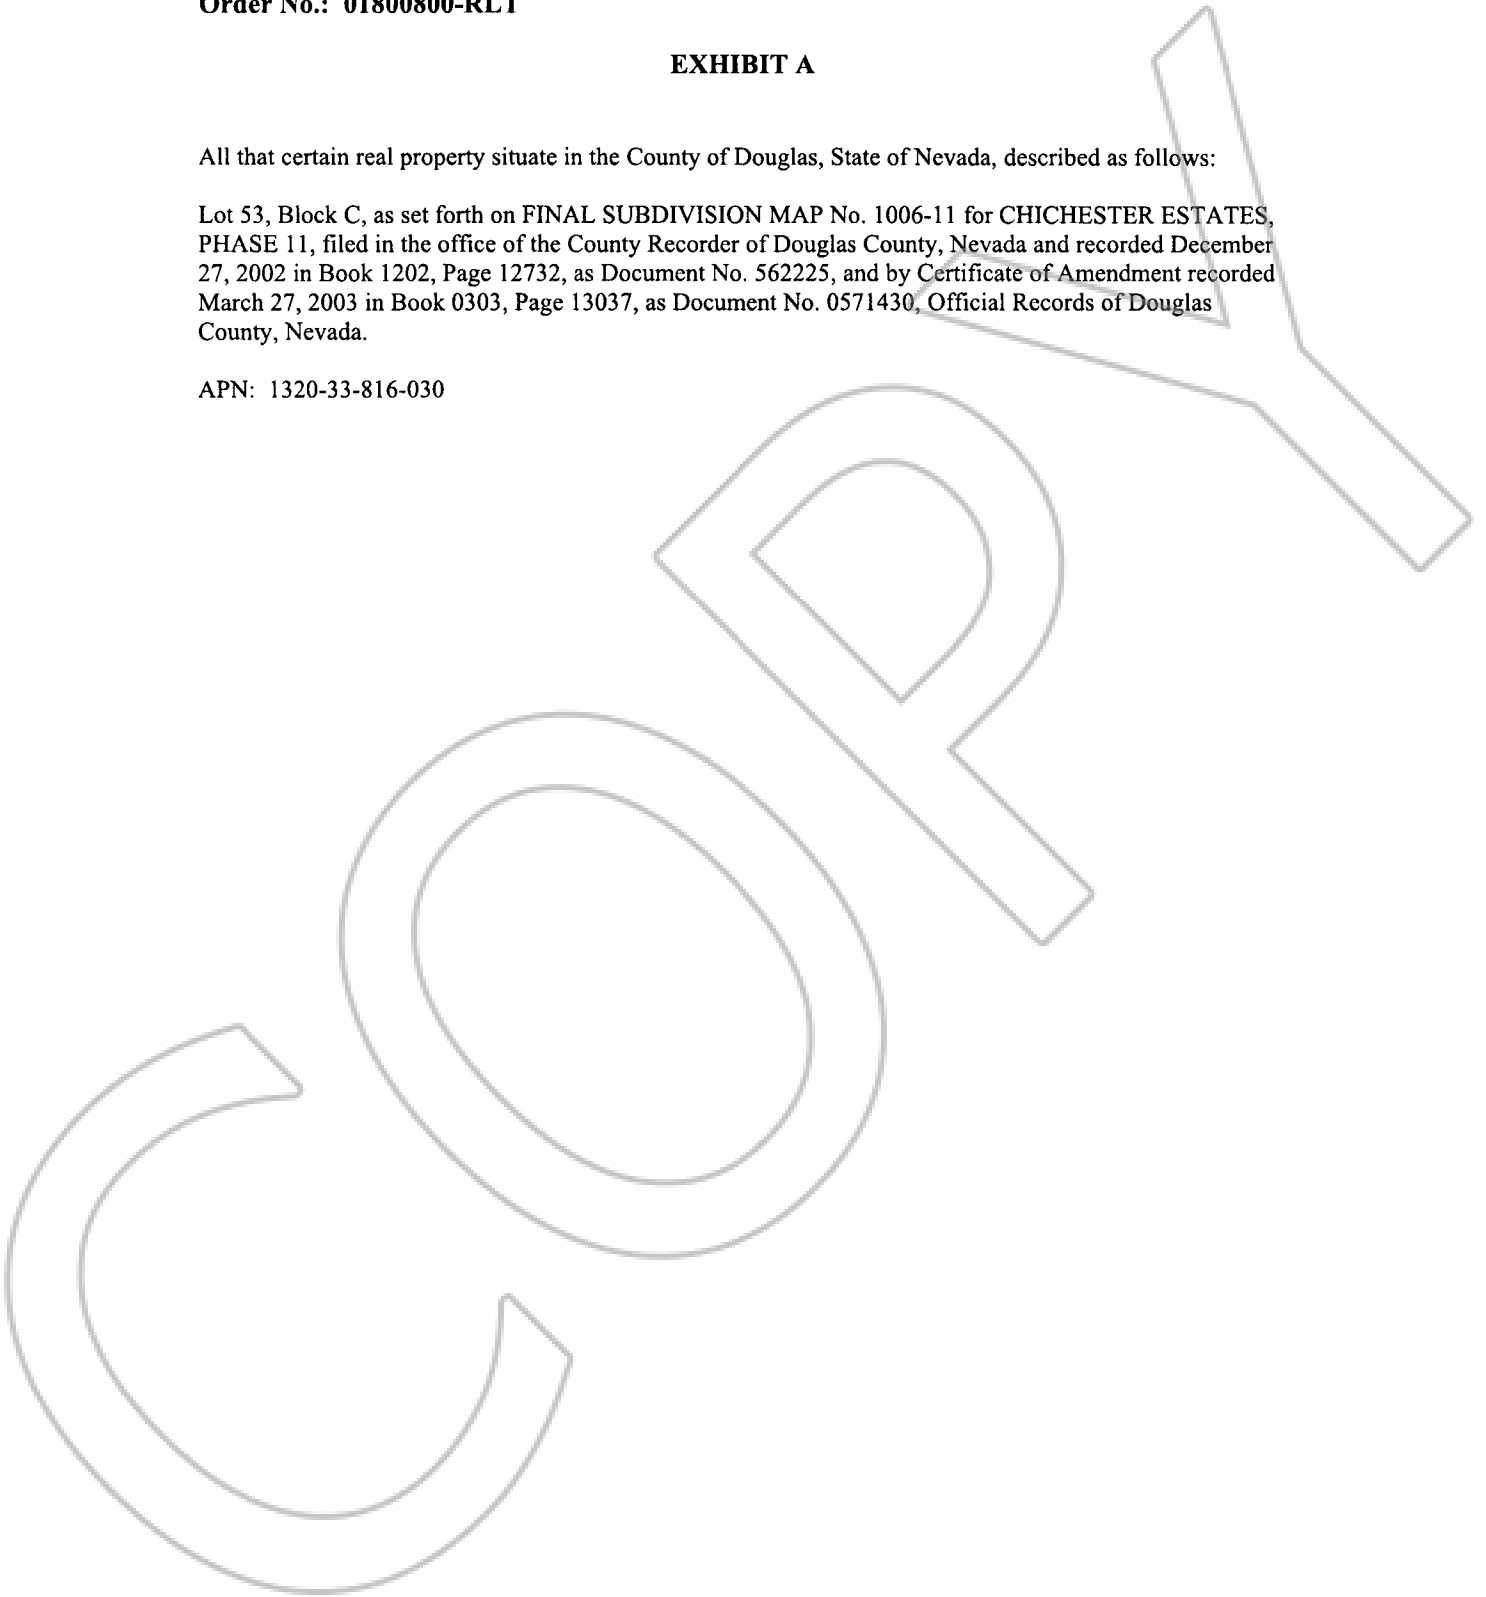 Order No.: 01800800-RLT
EXHIBIT A
All that certain real property situate in the County of Douglas, State of Nevada, described as follows:
Lot 53, Block C, as set forth on FINAL SUBDIVISION MAP No. 1006-11 for CHICHESTER ESTATES,
PHASE 11, filed in the office of the County Recorder of Douglas County, Nevada and recorded December
27, 2002 in Book 1202, Page 12732, as Document No. 562225, and by Certificate of Amendment recorded
March 27, 2003 in Book 0303, Page 13037, as Document No. 0571430, Official Records of Douglas
County, Nevada.
APN: 1320-33-816-030
COPY